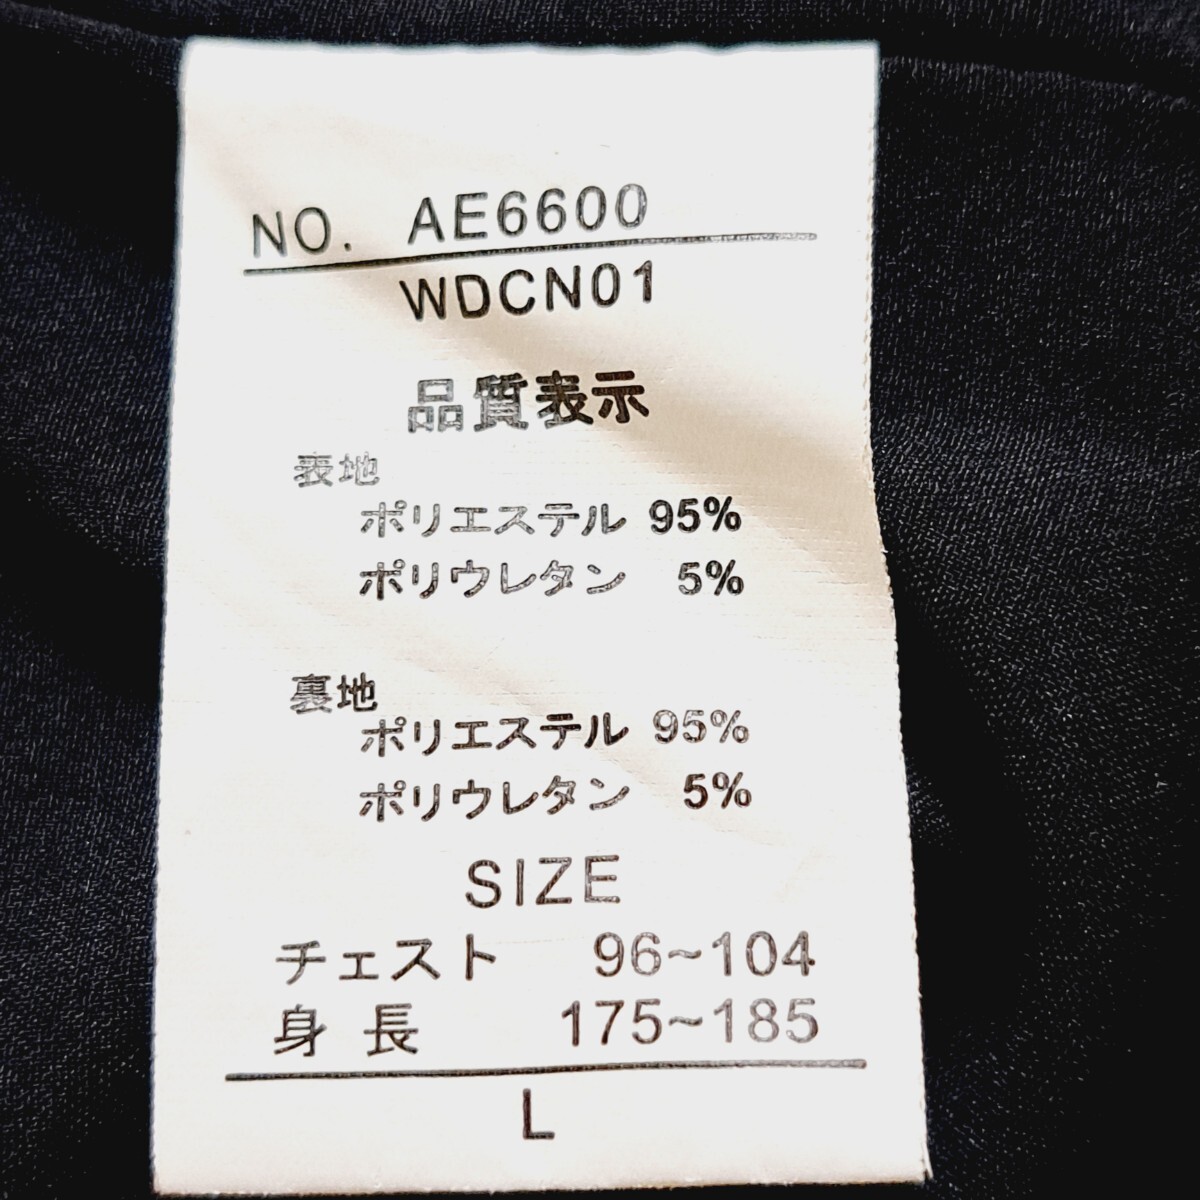 NO. AE6600
WDCN01
品質表示
表地
ポリエステル 95%
ポリウレタン 5%
裏地
ポリエステル 95%
ポリウレタン 5%
SIZE
チェスト 96~104
身 長 175~185
L